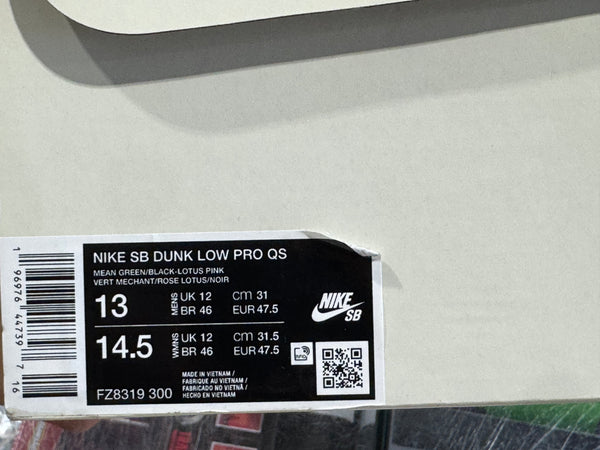 NIKE SB DUNK LOW PRO QS
MEAN GREEN/BLACK-LOTUS PINK
VERT MECHANT/ROSE LOTUS/NOIR
13 MENS UK 12 cm 31
BR 46 EUR 47.5
14.5 WMNS UK 12 cm 31.5
BR 46 EUR 47.5
FZ8319 300
MADE IN VIETNAM /
FABRIQUÉ AU VIETNAM /
FABRICADO NO VIETNÃ /
HECHO EN VIETNAM
NIKE
SB
1 96976 44739 7 16